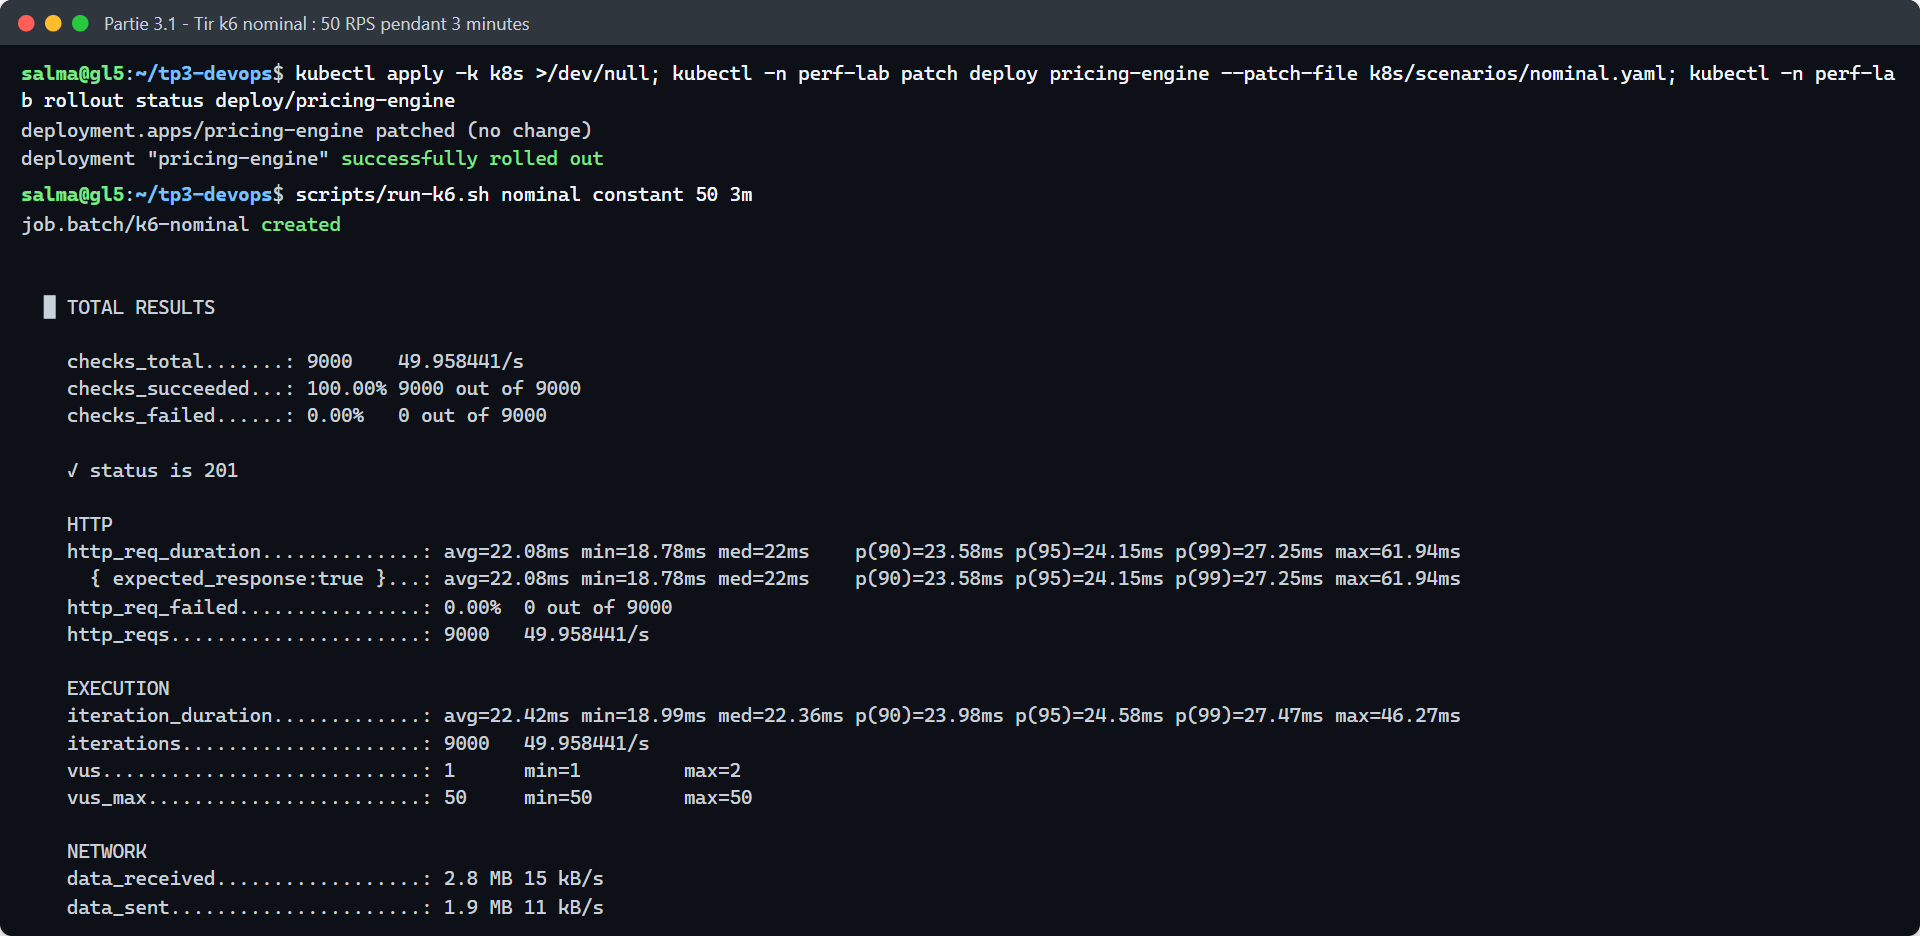 Partie 3.1 - Tir k6 nominal : 50 RPS pendant 3 minutes
salma@gl5:~/tp3-devops$ kubectl apply -k k8s >/dev/null; kubectl -n perf-lab patch deploy pricing-engine --patch-file k8s/scenarios/nominal.yaml; kubectl -n perf-la
b rollout status deploy/pricing-engine
deployment.apps/pricing-engine patched (no change)
deployment "pricing-engine" successfully rolled out
salma@gl5:~/tp3-devops$ scripts/run-k6.sh nominal constant 50 3m
job.batch/k6-nominal created
█ TOTAL RESULTS
checks_total.......: 9000    49.958441/s
checks_succeeded...: 100.00% 9000 out of 9000
checks_failed......: 0.00%   0 out of 9000
✓ status is 201
HTTP
http_req_duration..............: avg=22.08ms min=18.78ms med=22ms    p(90)=23.58ms p(95)=24.15ms p(99)=27.25ms max=61.94ms
{ expected_response:true }...: avg=22.08ms min=18.78ms med=22ms    p(90)=23.58ms p(95)=24.15ms p(99)=27.25ms max=61.94ms
http_req_failed................: 0.00%  0 out of 9000
http_reqs......................: 9000   49.958441/s
EXECUTION
iteration_duration.............: avg=22.42ms min=18.99ms med=22.36ms p(90)=23.98ms p(95)=24.58ms p(99)=27.47ms max=46.27ms
iterations.....................: 9000   49.958441/s
vus............................: 1      min=1         max=2
vus_max........................: 50     min=50        max=50
NETWORK
data_received..................: 2.8 MB 15 kB/s
data_sent......................: 1.9 MB 11 kB/s